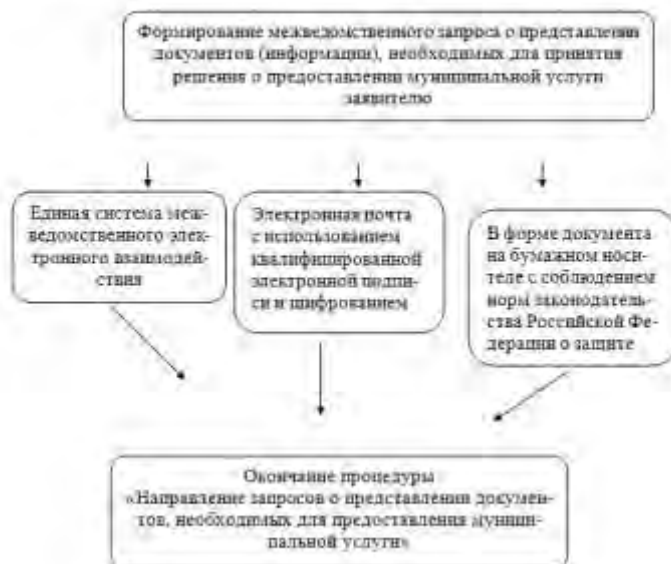 Формирование межведомственного запроса о представлении
документов (информации), необходимых для принятия
решения о предоставлении муниципальной услуги
заявителю
Единая система меж-
ведомственного элек-
тронного взаимодей-
ствия
Электронная почта
с использованием
квалифицированной
электронной подпи-
си и шифрованием
В форме документа
на бумажном носи-
теле с соблюдением
норм законодатель-
ства Российской Фе-
дерации о защите
Окончание процедуры
«Направление запросов о представлении докумен-
тов, необходимых для предоставления муници-
пальной услуги»